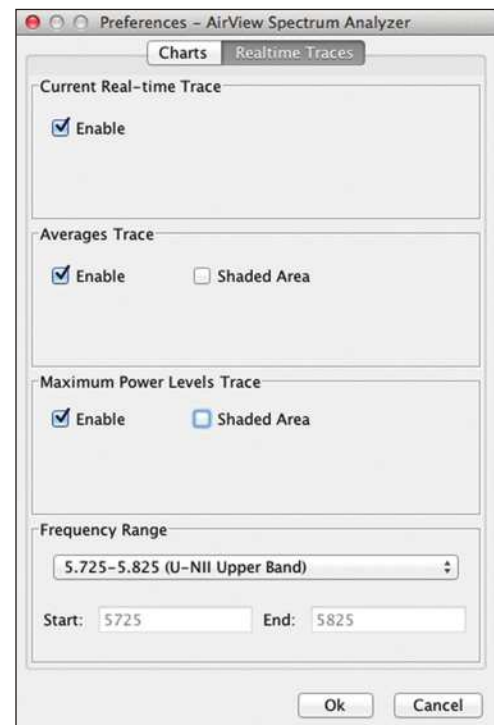 Preferences – AirView Spectrum Analyzer
Charts Realtime Traces
Current Real-time Trace
Enable
Averages Trace
Enable Shaded Area
Maximum Power Levels Trace
Enable Shaded Area
Frequency Range
5.725-5.825 (U-NII Upper Band)
Start: 5725 End: 5825
Ok Cancel